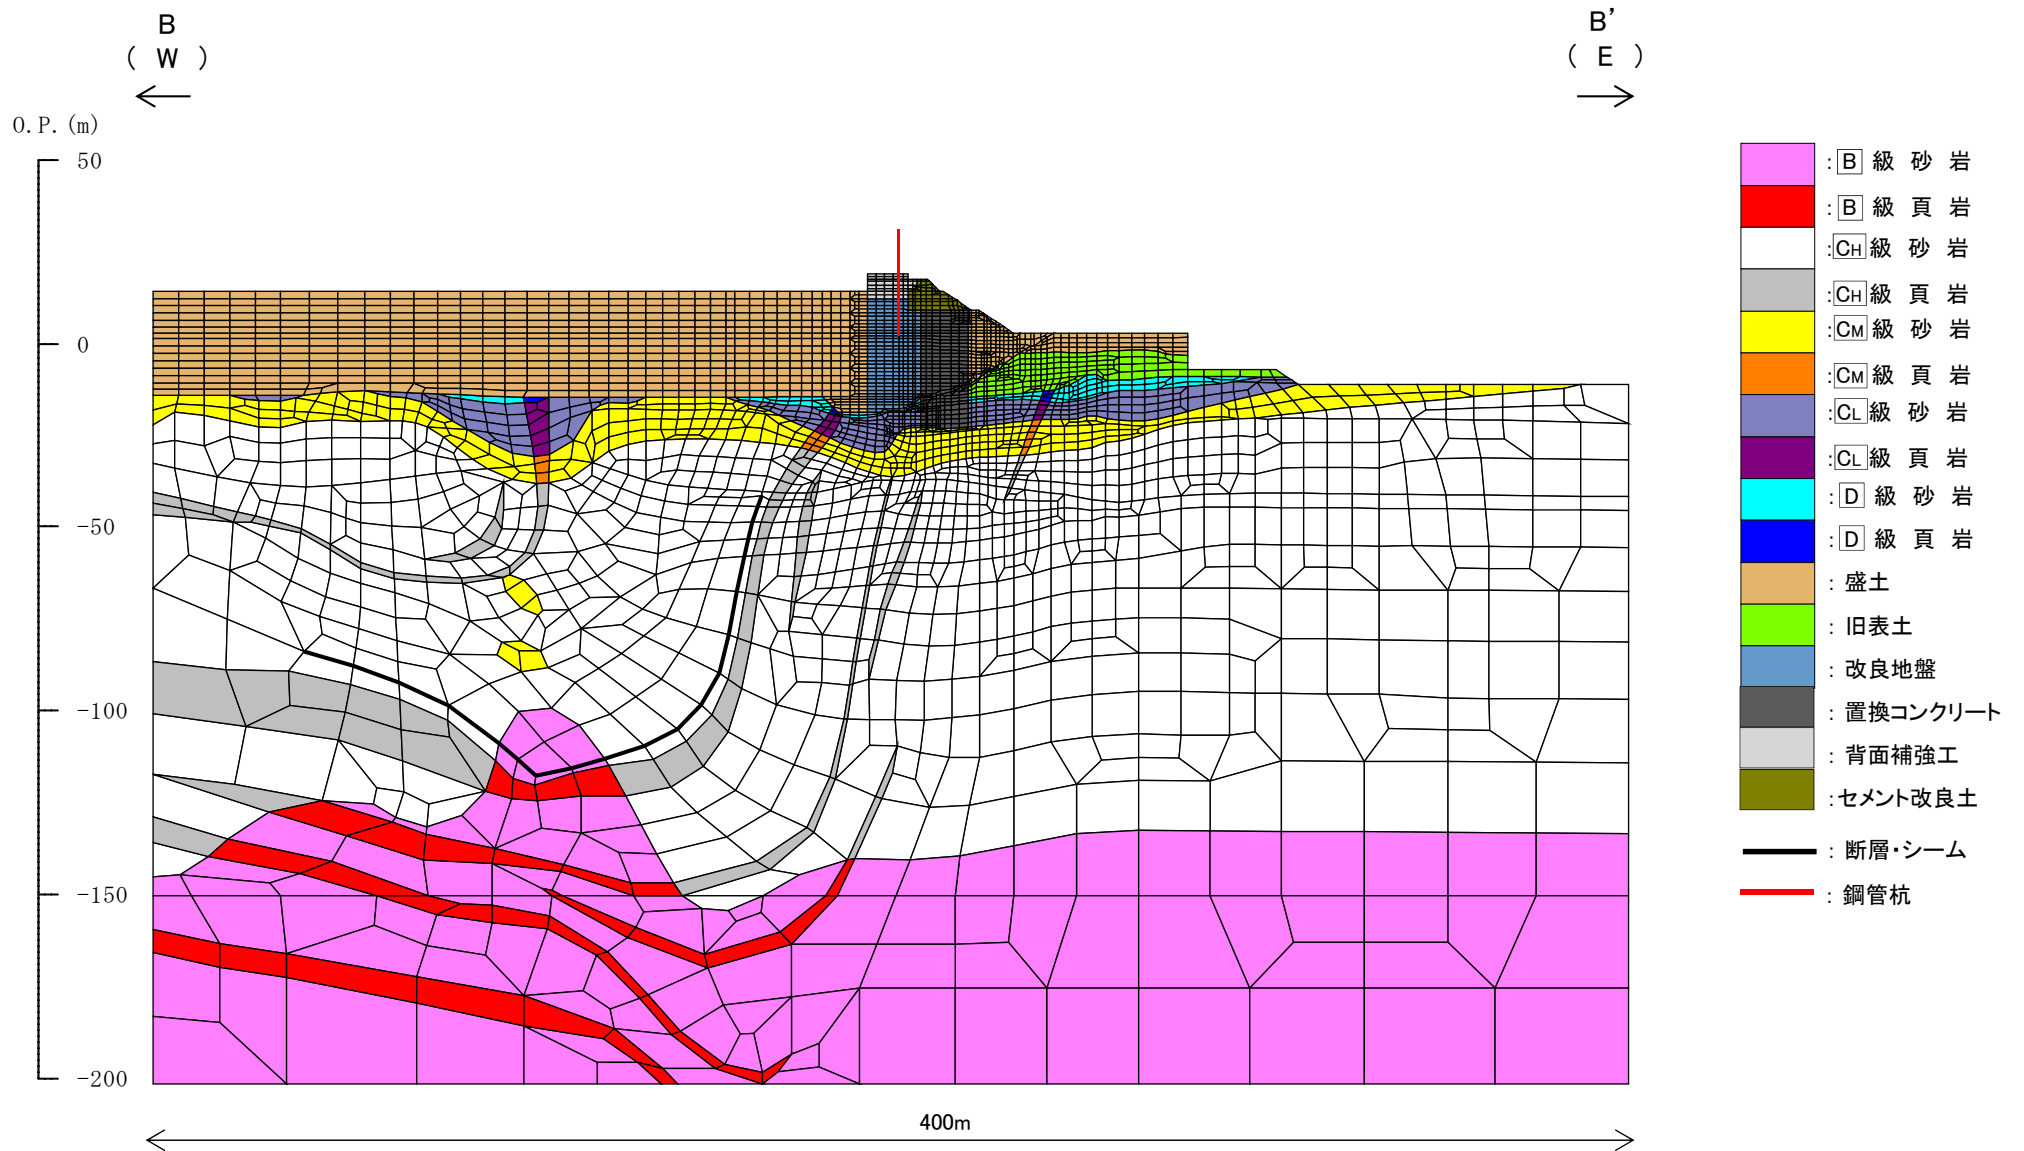 B
( W )
B’
( E )
O.P.(m)
50
0
-50
-100
-150
-200
400m
:B級 砂 岩
:B級 頁 岩
:CH級 砂 岩
:CH級 頁 岩
:CM級 砂 岩
:CM級 頁 岩
:CL級 砂 岩
:CL級 頁 岩
:D級 砂 岩
:D級 頁 岩
: 盛土
: 旧表土
: 改良地盤
: 置換コンクリート
: 背面補強工
:セメント改良土
: 断層・シーム
: 鋼管杭